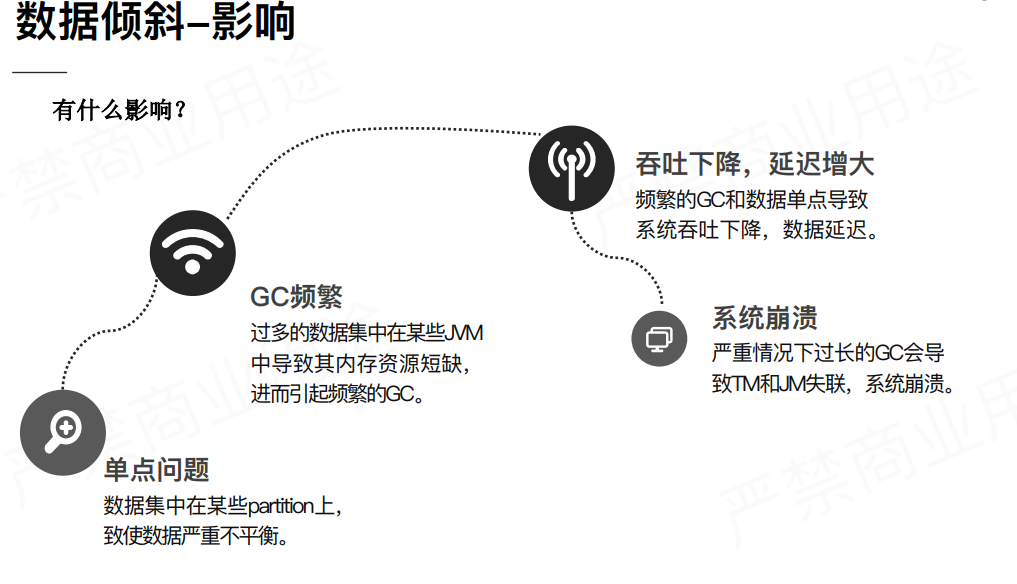 数据倾斜–影响
有什么影响？
吞吐下降，延迟增大
频繁的GC和数据单点导致
系统吞吐下降，数据延迟。
GC频繁
过多的数据集中在某些JVM
中导致其内存资源短缺，
进而引起频繁的GC。
系统崩溃
严重情况下过长的GC会导
致TM和JM失联，系统崩溃。
单点问题
数据集中在某些partition上，
致使数据严重不平衡。
严禁商业用途
严禁商业用途
严禁商业用途
严禁商业用